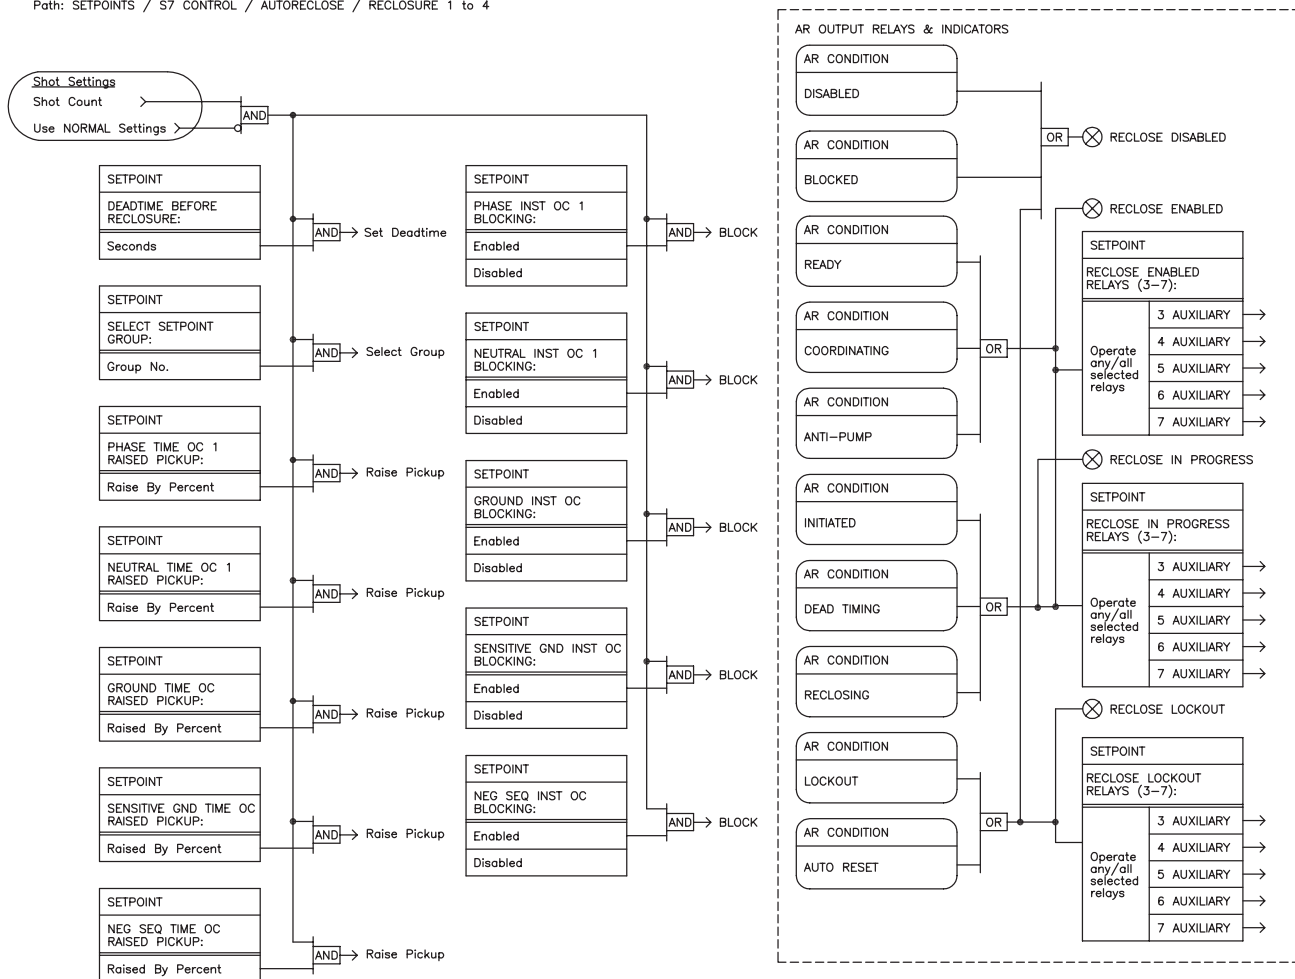 Path: SETPOINTS / S7 CONTROL / AUTORECLOSE / RECLOSURE 1 to 4
Shot Settings
Shot Count
Use NORMAL Settings
AND
SETPOINT
DEADTIME BEFORE
RECLOSURE:
Seconds
AND
Set Deadtime
SETPOINT
SELECT SETPOINT
GROUP:
Group No.
AND
Select Group
SETPOINT
PHASE TIME OC 1
RAISED PICKUP:
Raise By Percent
AND
Raise Pickup
SETPOINT
NEUTRAL TIME OC 1
RAISED PICKUP:
Raise By Percent
AND
Raise Pickup
SETPOINT
GROUND TIME OC
RAISED PICKUP:
Raised By Percent
AND
Raise Pickup
SETPOINT
SENSITIVE GND TIME OC
RAISED PICKUP:
Raised By Percent
AND
Raise Pickup
SETPOINT
NEG SEQ TIME OC
RAISED PICKUP:
Raised By Percent
AND
Raise Pickup
SETPOINT
PHASE INST OC 1
BLOCKING:
Enabled
Disabled
AND
BLOCK
SETPOINT
NEUTRAL INST OC 1
BLOCKING:
Enabled
Disabled
AND
BLOCK
SETPOINT
GROUND INST OC
BLOCKING:
Enabled
Disabled
AND
BLOCK
SETPOINT
SENSITIVE GND INST OC
BLOCKING:
Enabled
Disabled
AND
BLOCK
SETPOINT
NEG SEQ INST OC
BLOCKING:
Enabled
Disabled
AND
BLOCK
AR OUTPUT RELAYS & INDICATORS
AR CONDITION
DISABLED
AR CONDITION
BLOCKED
OR
RECLOSE DISABLED
AR CONDITION
READY
AR CONDITION
COORDINATING
AR CONDITION
ANTI-PUMP
OR
RECLOSE ENABLED
SETPOINT
RECLOSE ENABLED
RELAYS (3-7):
Operate
any/all
selected
relays
3 AUXILIARY
4 AUXILIARY
5 AUXILIARY
6 AUXILIARY
7 AUXILIARY
AR CONDITION
INITIATED
AR CONDITION
DEAD TIMING
AR CONDITION
RECLOSING
OR
RECLOSE IN PROGRESS
SETPOINT
RECLOSE IN PROGRESS
RELAYS (3-7):
Operate
any/all
selected
relays
3 AUXILIARY
4 AUXILIARY
5 AUXILIARY
6 AUXILIARY
7 AUXILIARY
AR CONDITION
LOCKOUT
AR CONDITION
AUTO RESET
OR
RECLOSE LOCKOUT
SETPOINT
RECLOSE LOCKOUT
RELAYS (3-7):
Operate
any/all
selected
relays
3 AUXILIARY
4 AUXILIARY
5 AUXILIARY
6 AUXILIARY
7 AUXILIARY